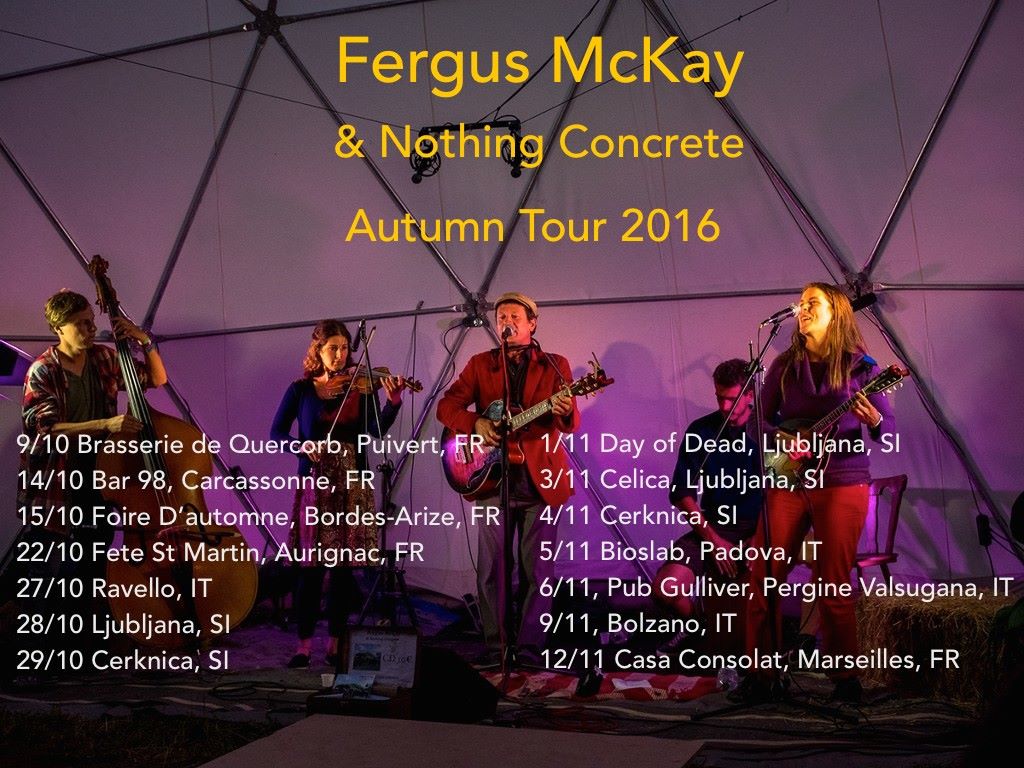 Fergus McKay
& Nothing Concrete
Autumn Tour 2016
9/10 Brasserie de Quercorb, Puivert, FR
14/10 Bar 98, Carcassonne, FR
15/10 Foire D’automne, Bordes-Arize, FR
22/10 Fete St Martin, Aurignac, FR
27/10 Ravello, IT
28/10 Ljubljana, SI
29/10 Cerknica, SI
1/11 Day of Dead, Ljubljana, SI
3/11 Celica, Ljubljana, SI
4/11 Cerknica, SI
5/11 Bioslab, Padova, IT
6/11, Pub Gulliver, Pergine Valsugana, IT
9/11, Bolzano, IT
12/11 Casa Consolat, Marseilles, FR